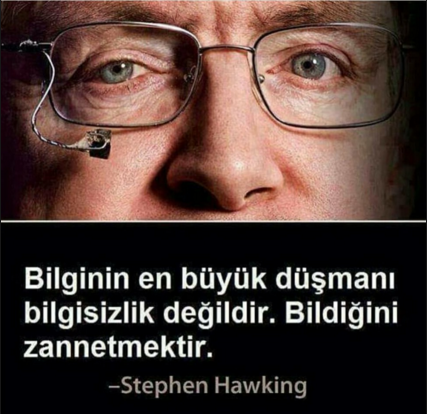 Bilginin en büyük düşmanı
bilgisizlik değildir. Bildiğini
zannetmektir.
–Stephen Hawking